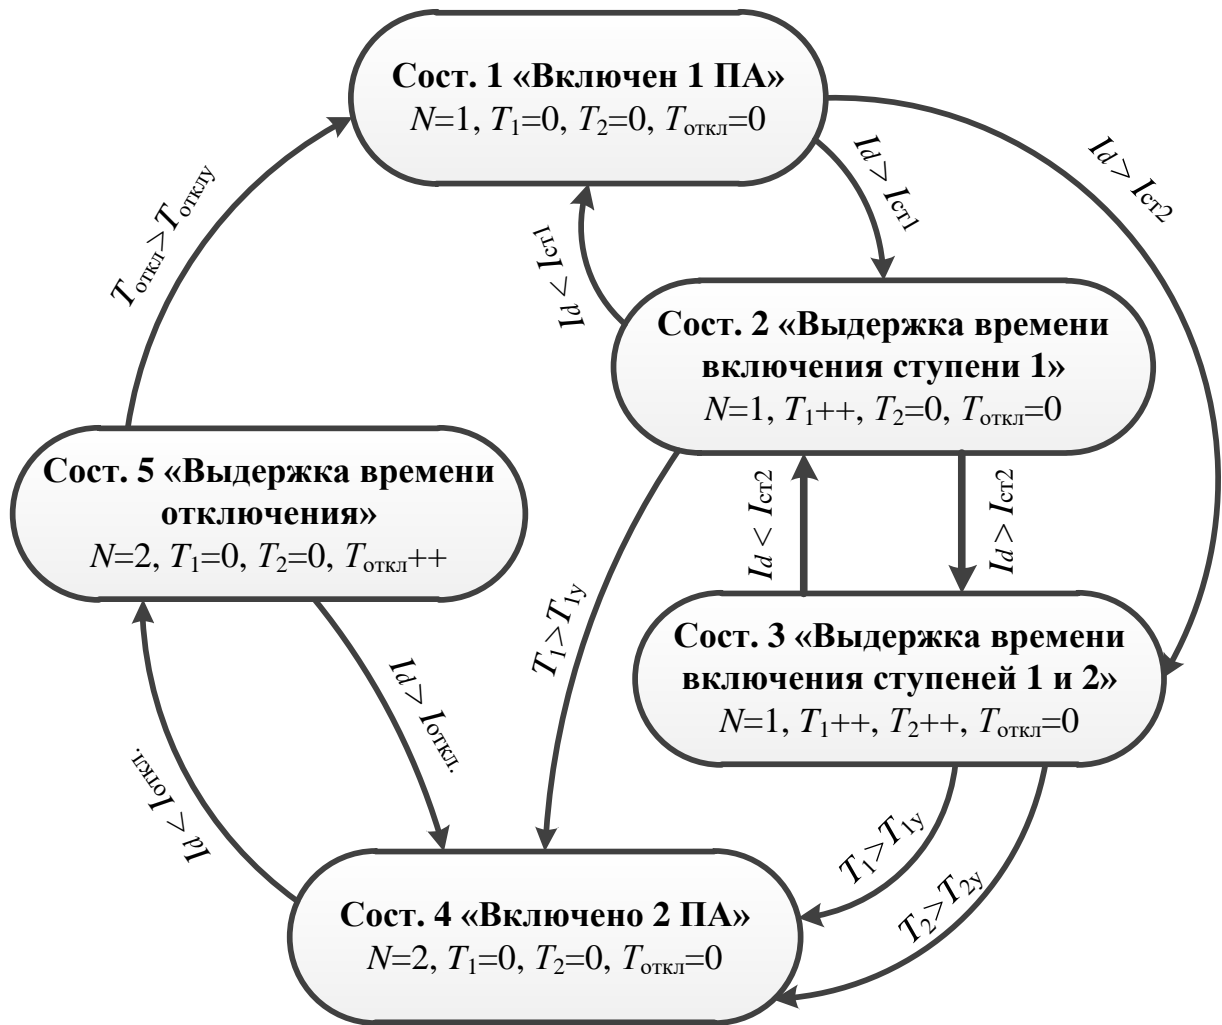 Сост. 1 «Включен 1 ПА»
N=1, T₁=0, T₂=0, Tоткл=0
Id > Iст1
Id > Iст2
Id < Iст1
Tоткл>Tотклу
Сост. 2 «Выдержка времени
включения ступени 1»
N=1, T₁++, T₂=0, Tоткл=0
Сост. 5 «Выдержка времени
отключения»
N=2, T₁=0, T₂=0, Tоткл++
Id < Iст2
Id > Iст2
T₁>T₁у
Сост. 3 «Выдержка времени
включения ступеней 1 и 2»
N=1, T₁++, T₂++, Tоткл=0
Id > Iоткл.
Id < Iоткл.
T₁>T₁у
T₂>T₂у
Сост. 4 «Включено 2 ПА»
N=2, T₁=0, T₂=0, Tоткл=0